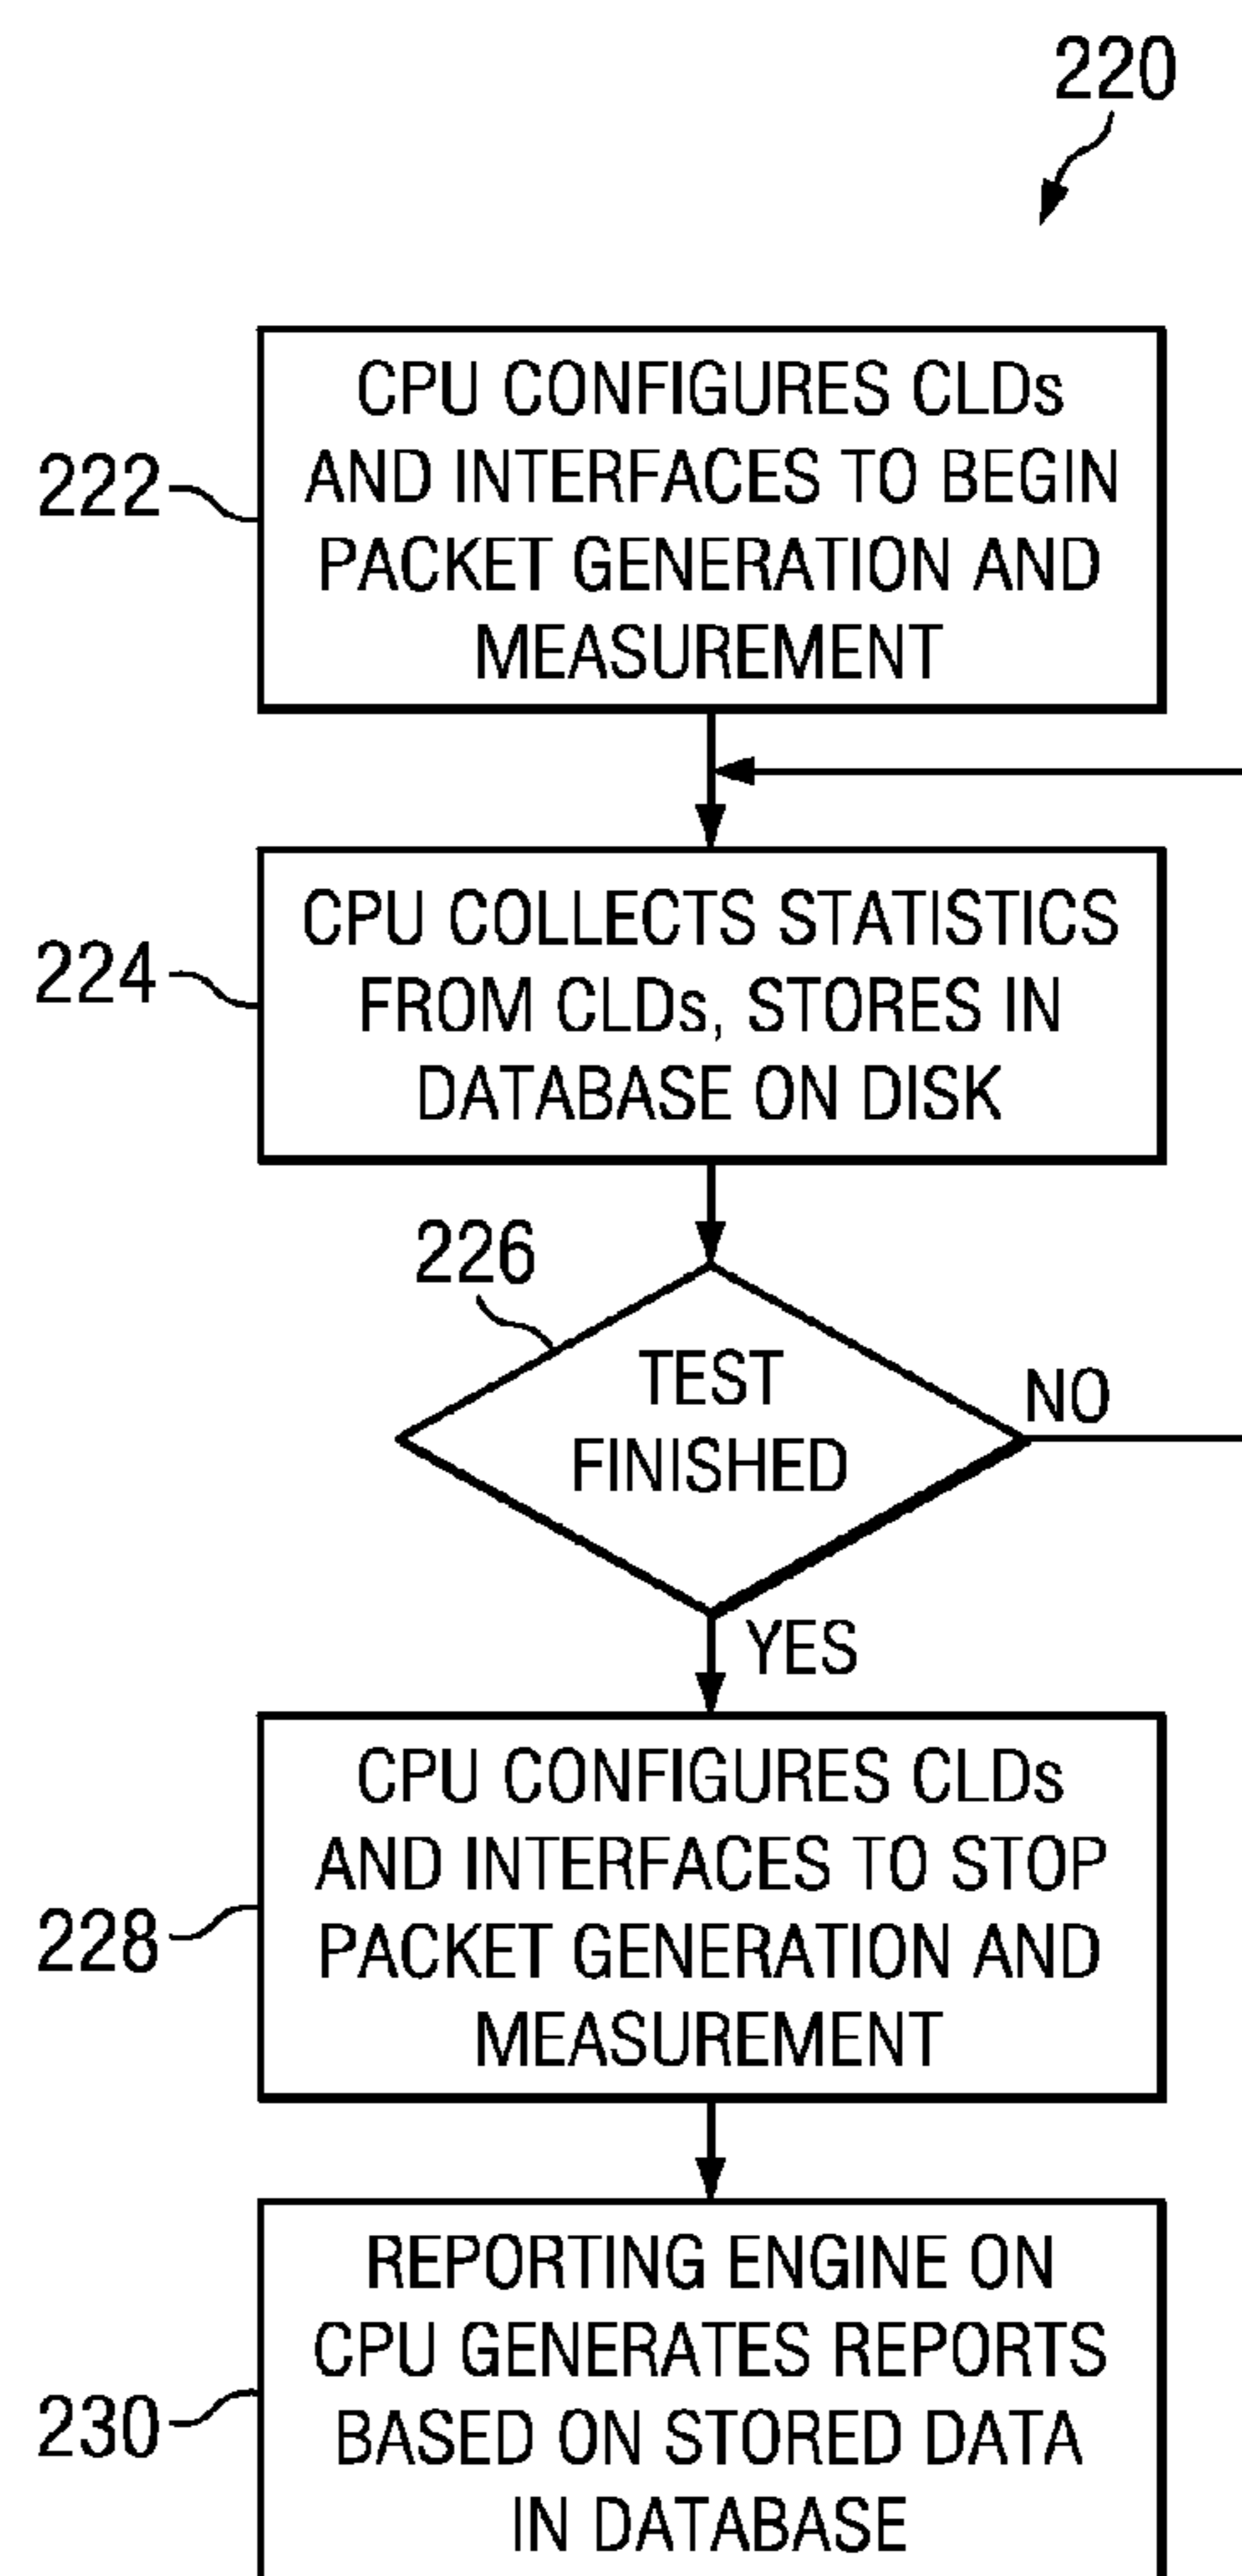 220
222
CPU CONFIGURES CLDs
AND INTERFACES TO BEGIN
PACKET GENERATION AND
MEASUREMENT
224
CPU COLLECTS STATISTICS
FROM CLDs, STORES IN
DATABASE ON DISK
226
TEST
FINISHED
NO
YES
228
CPU CONFIGURES CLDs
AND INTERFACES TO STOP
PACKET GENERATION AND
MEASUREMENT
230
REPORTING ENGINE ON
CPU GENERATES REPORTS
BASED ON STORED DATA
IN DATABASE